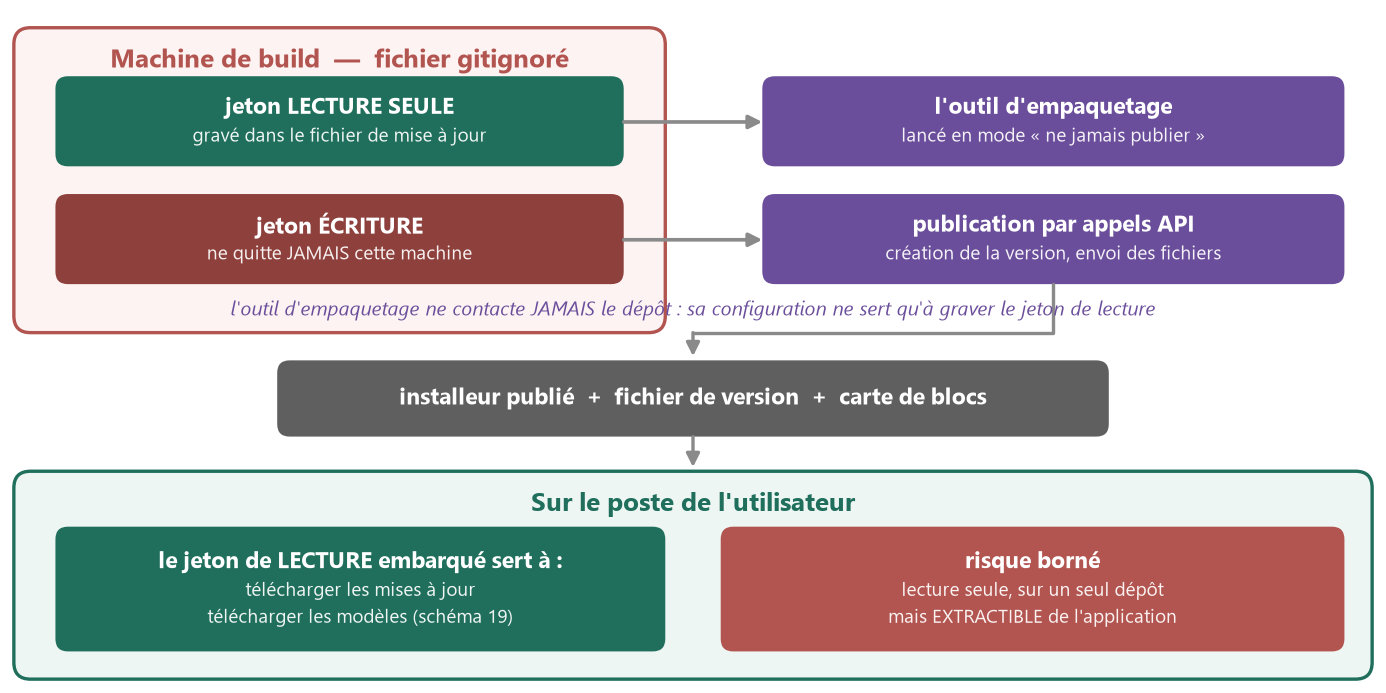 Machine de build — fichier gitignoré
jeton LECTURE SEULE
gravé dans le fichier de mise à jour
l'outil d'empaquetage
lancé en mode « ne jamais publier »
jeton ÉCRITURE
ne quitte JAMAIS cette machine
publication par appels API
création de la version, envoi des fichiers
l'outil d'empaquetage ne contacte JAMAIS le dépôt : sa configuration ne sert qu'à graver le jeton de lecture
installeur publié + fichier de version + carte de blocs
Sur le poste de l'utilisateur
le jeton de LECTURE embarqué sert à :
télécharger les mises à jour
télécharger les modèles (schéma 19)
risque borné
lecture seule, sur un seul dépôt
mais EXTRACTIBLE de l'application